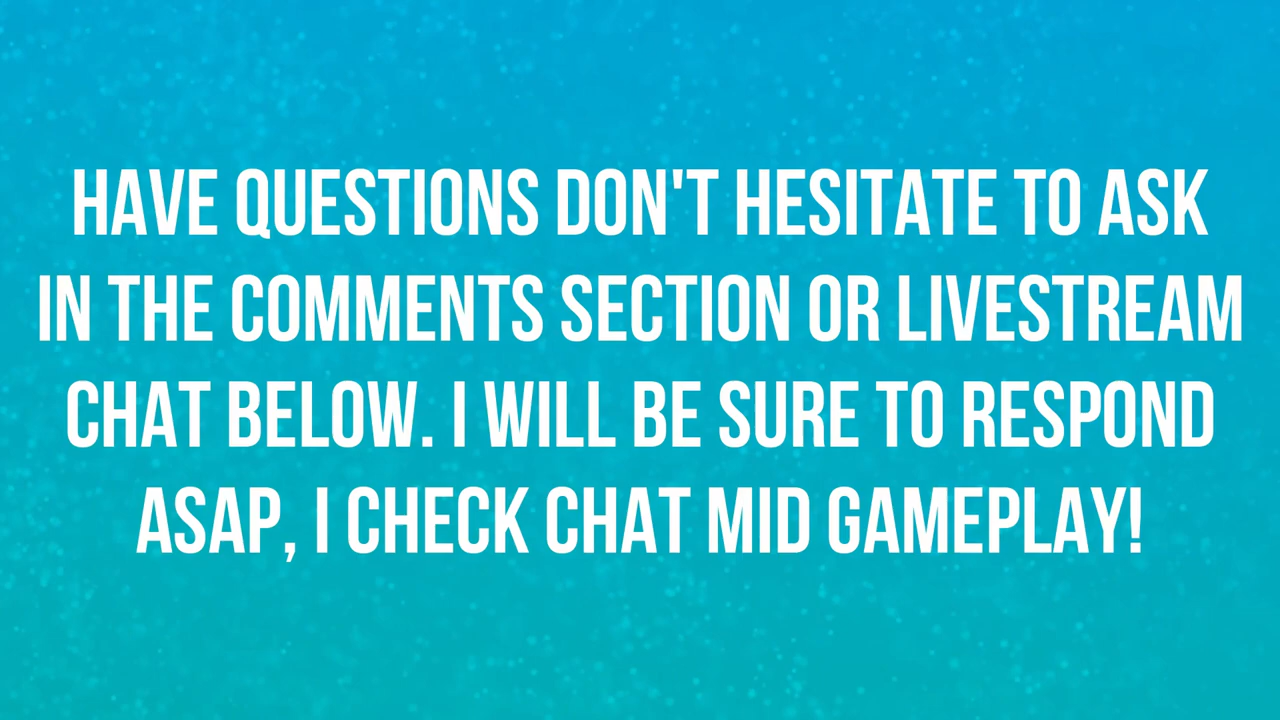 HAVE QUESTIONS DON'T HESITATE TO ASK
IN THE COMMENTS SECTION OR LIVESTREAM
CHAT BELOW. I WILL BE SURE TO RESPOND
ASAP, I CHECK CHAT MID GAMEPLAY!